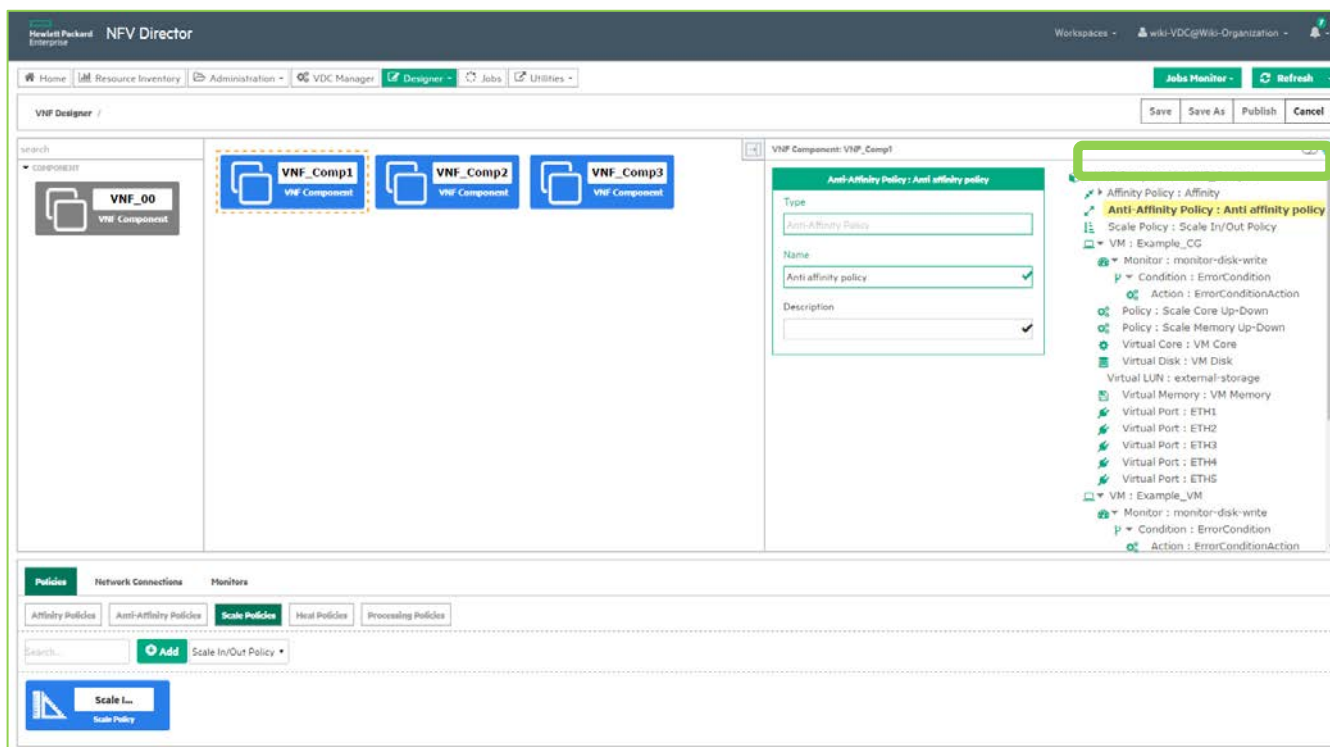 Hewlett Packard
Enterprise
NFV Director
Workspaces
wiki-VDC@Wiki-Organization
7
Home
Resource Inventory
Administration
VDC Manager
Designer
Jobs
Utilities
Jobs Monitor
Refresh
VNF Designer /
Save
Save As
Publish
Cancel
search
COMPONENT
VNF_00
VNF Component
VNF_Comp1
VNF Component
VNF_Comp2
VNF Component
VNF_Comp3
VNF Component
VNF Component: VNF_Comp1
Anti-Affinity Policy : Anti affinity policy
Type
Anti-Affinity Policy
Name
Anti affinity policy
Description
Affinity Policy : Affinity
Anti-Affinity Policy : Anti affinity policy
Scale Policy : Scale In/Out Policy
VM : Example_CG
Monitor : monitor-disk-write
Condition : ErrorCondition
Action : ErrorConditionAction
Policy : Scale Core Up-Down
Policy : Scale Memory Up-Down
Virtual Core : VM Core
Virtual Disk : VM Disk
Virtual LUN : external-storage
Virtual Memory : VM Memory
Virtual Port : ETH1
Virtual Port : ETH2
Virtual Port : ETH3
Virtual Port : ETH4
Virtual Port : ETH5
VM : Example_VM
Monitor : monitor-disk-write
Condition : ErrorCondition
Action : ErrorConditionAction
Policies
Network Connections
Monitors
Affinity Policies
Anti-Affinity Policies
Scale Policies
Heal Policies
Processing Policies
Search...
Add
Scale In/Out Policy
Scale I...
Scale Policy